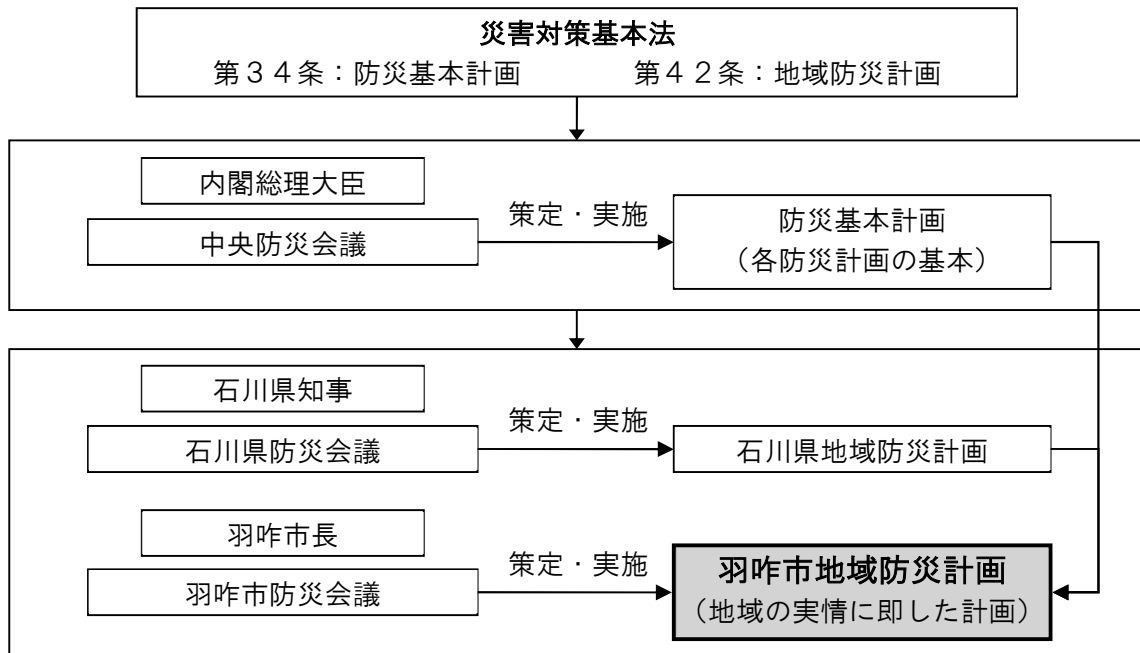 災害対策基本法
第３４条：防災基本計画　　　第４２条：地域防災計画
内閣総理大臣
中央防災会議
策定・実施
防災基本計画
（各防災計画の基本）
石川県知事
石川県防災会議
策定・実施
石川県地域防災計画
羽咋市長
羽咋市防災会議
策定・実施
羽咋市地域防災計画
（地域の実情に即した計画）